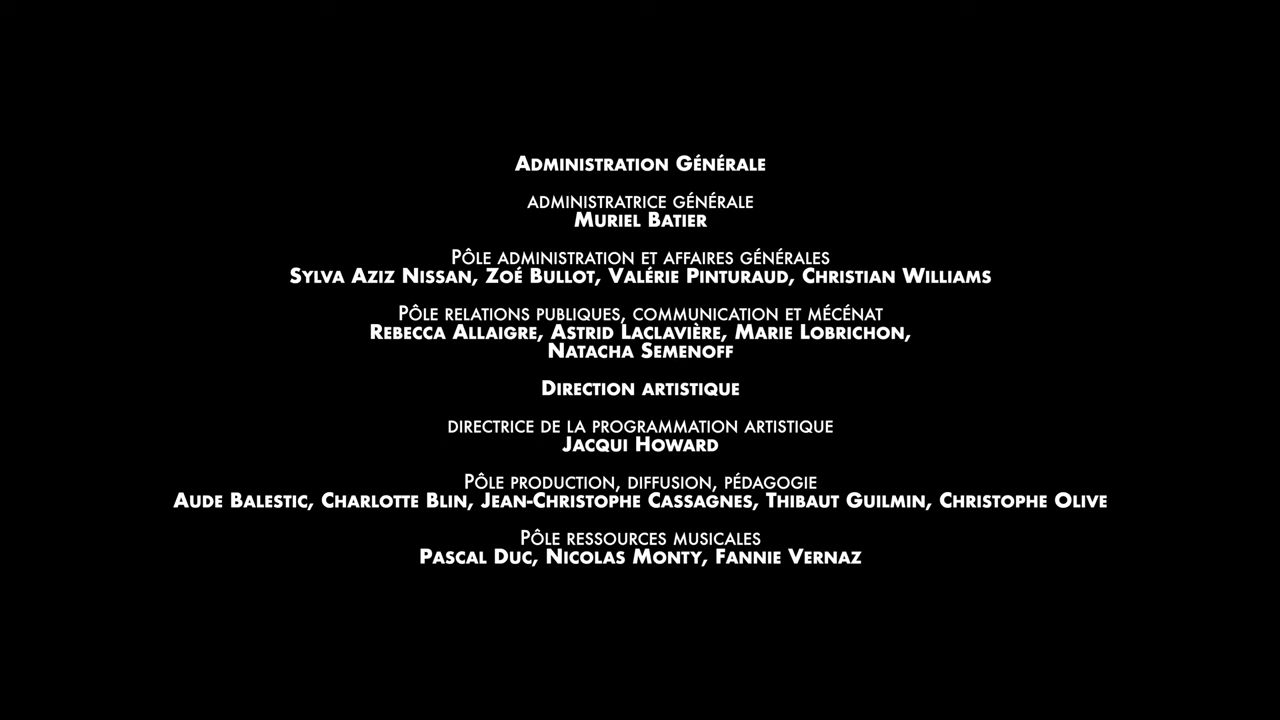 Administration Générale
administratrice générale
Muriel Batier
Pôle administration et affaires générales
Sylva Aziz Nissan, Zoé Bullot, Valérie Pinturaud, Christian Williams
Pôle relations publiques, communication et mécénat
Rebecca Allaigre, Astrid Laclavière, Marie Lobrichon,
Natacha Semenoff
Direction artistique
directrice de la programmation artistique
Jacqui Howard
Pôle production, diffusion, pédagogie
Aude Balestic, Charlotte Blin, Jean-Christophe Cassagnes, Thibaut Guilmin, Christophe Olive
Pôle ressources musicales
Pascal Duc, Nicolas Monty, Fannie Vernaz